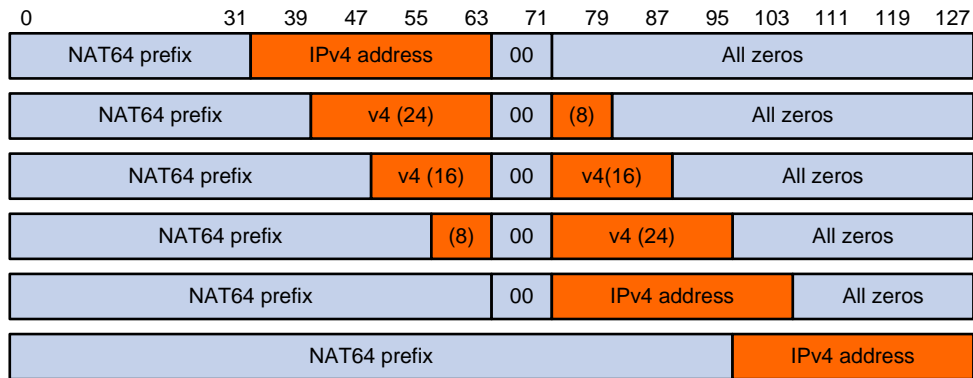 0 31 39 47 55 63 71 79 87 95 103 111 119 127
NAT64 prefix IPv4 address 00 All zeros
NAT64 prefix v4 (24) 00 (8) All zeros
NAT64 prefix v4 (16) 00 v4(16) All zeros
NAT64 prefix (8) 00 v4 (24) All zeros
NAT64 prefix 00 IPv4 address All zeros
NAT64 prefix IPv4 address